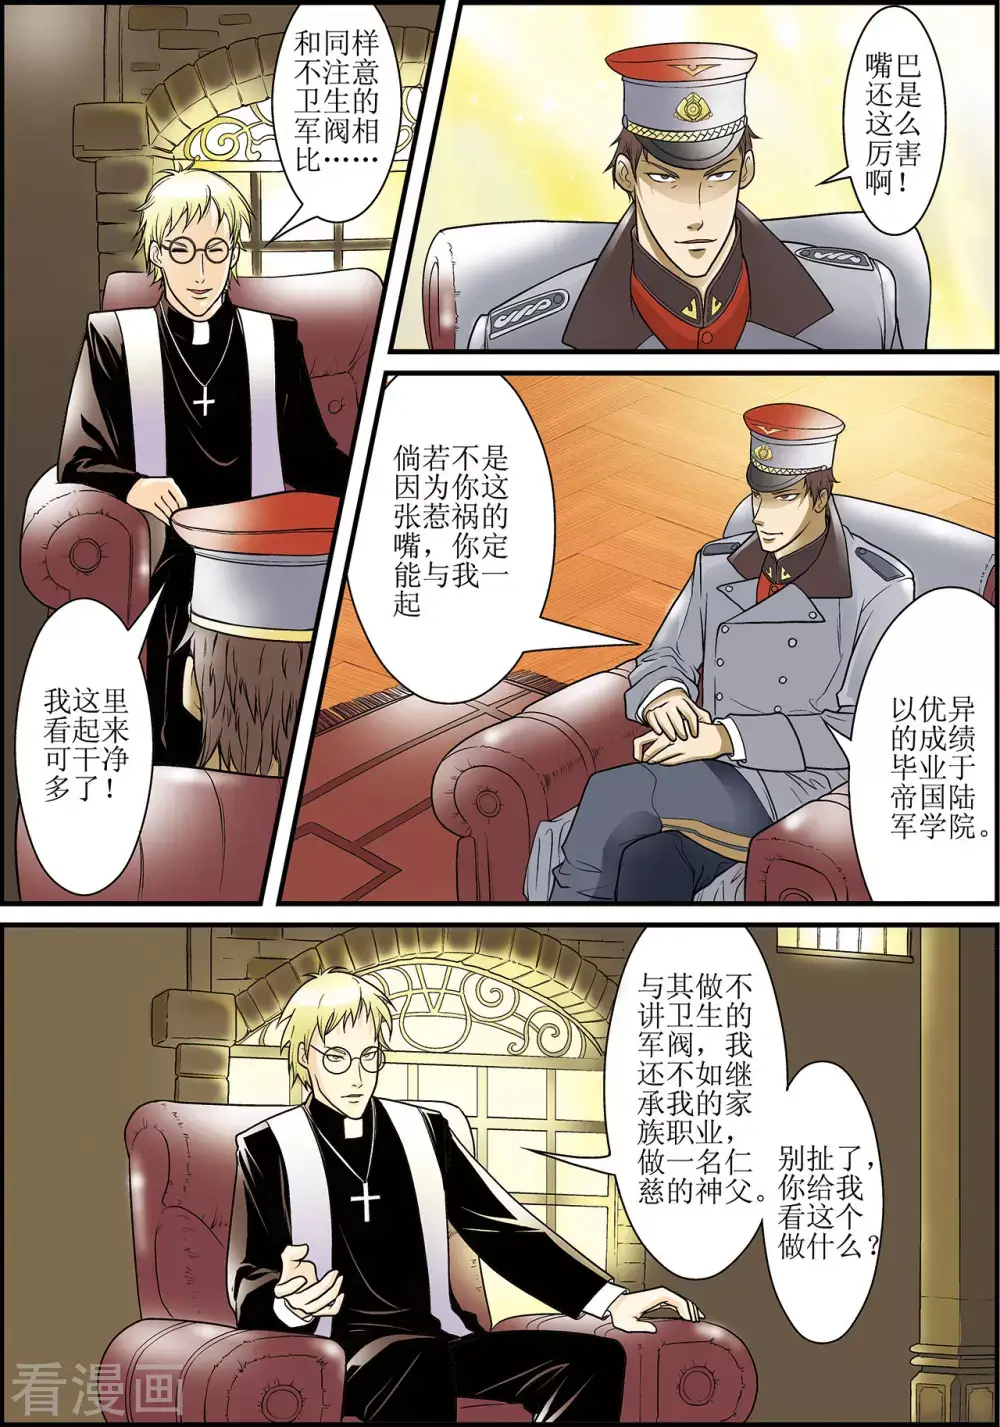 和同样
不注意
卫生的
军阀相
比……
我这里
看起来
可干净
多了！
嘴巴
还是
这么
厉害
啊！
倘若不是
因为你这
张惹祸的
嘴，你定
能与我一
起
以优异
的成绩
毕业于
帝国陆
军学院。
与其做不
讲卫生的
军阀，我
还不如继
承我的家
族职业，
做一名仁
慈的神父。
别扯了，
你给我
看这个
做什么？
看漫画